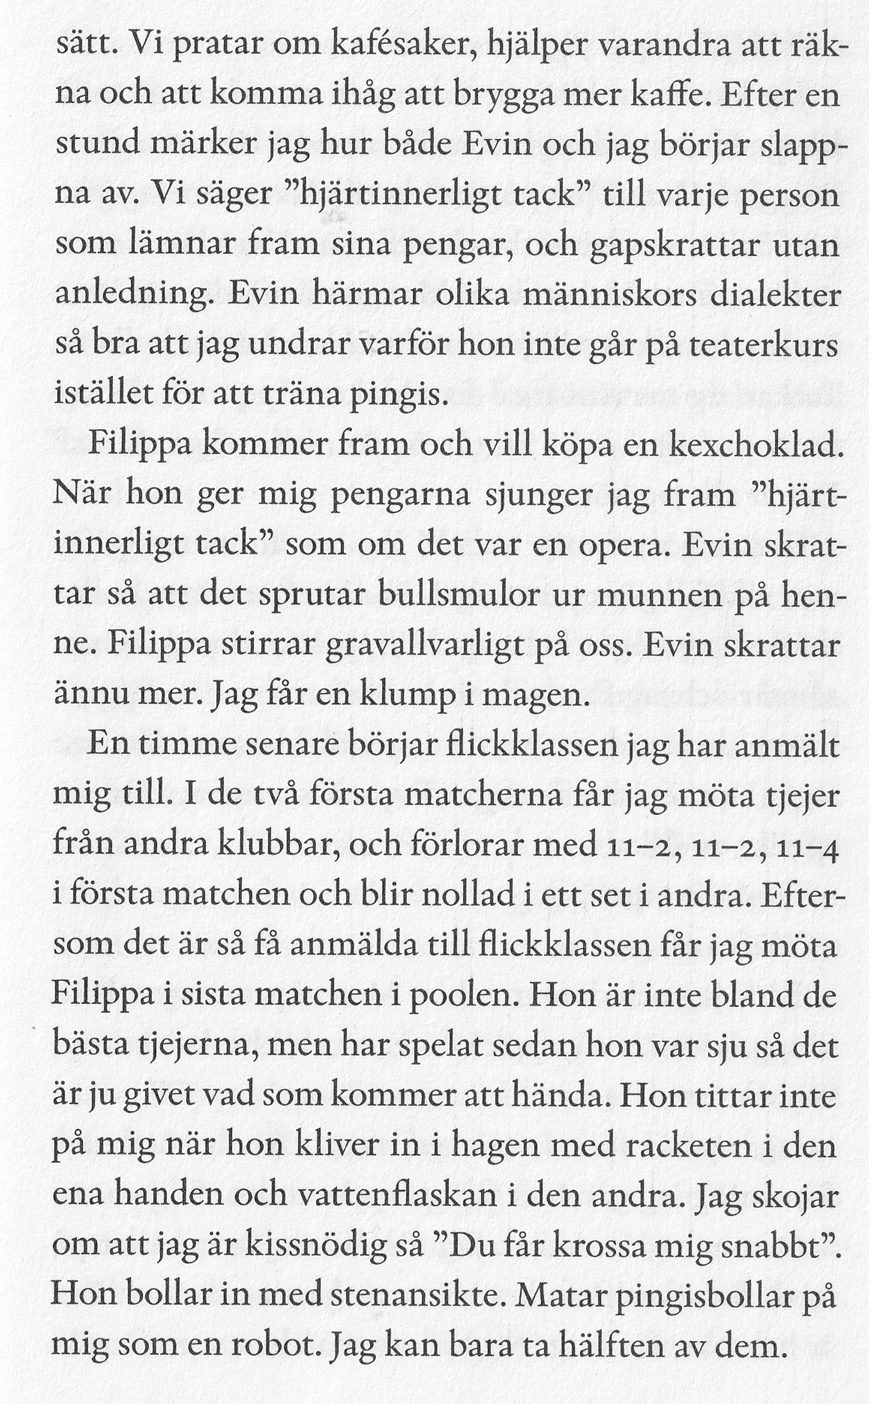 sätt. Vi pratar om kafésaker, hjälper varandra att räk-
na och att komma ihåg att brygga mer kaffe. Efter en
stund märker jag hur både Evin och jag börjar slapp-
na av. Vi säger ”hjärtinnerligt tack” till varje person
som lämnar fram sina pengar, och gapskrattar utan
anledning. Evin härmar olika människors dialekter
så bra att jag undrar varför hon inte går på teaterkurs
istället för att träna pingis.
Filippa kommer fram och vill köpa en kexchoklad.
När hon ger mig pengarna sjunger jag fram ”hjärt-
innerligt tack” som om det var en opera. Evin skrat-
tar så att det sprutar bullsmulor ur munnen på hen-
ne. Filippa stirrar gravallvarligt på oss. Evin skrattar
ännu mer. Jag får en klump i magen.
En timme senare börjar flickklassen jag har anmält
mig till. I de två första matcherna får jag möta tjejer
från andra klubbar, och förlorar med 11–2, 11–2, 11–4
i första matchen och blir nollad i ett set i andra. Efter-
som det är så få anmälda till flickklassen får jag möta
Filippa i sista matchen i poolen. Hon är inte bland de
bästa tjejerna, men har spelat sedan hon var sju så det
är ju givet vad som kommer att hända. Hon tittar inte
på mig när hon kliver in i hagen med racketen i den
ena handen och vattenflaskan i den andra. Jag skojar
om att jag är kissnödig så ”Du får krossa mig snabbt”.
Hon bollar in med stenansikte. Matar pingisbollar på
mig som en robot. Jag kan bara ta hälften av dem.